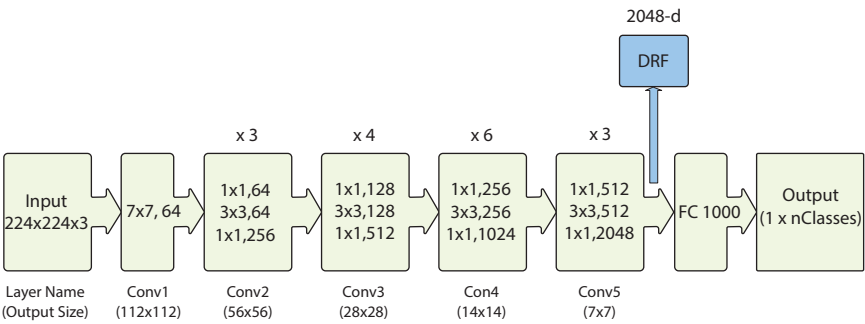 2048-d
DRF
x 3
x 4
x 6
x 3
Input
224x224x3
7x7, 64
1x1,64
3x3,64
1x1,256
1x1,128
3x3,128
1x1,512
1x1,256
3x3,256
1x1,1024
1x1,512
3x3,512
1x1,2048
FC 1000
Output
(1 x nClasses)
Layer Name
(Output Size)
Conv1
(112x112)
Conv2
(56x56)
Conv3
(28x28)
Con4
(14x14)
Conv5
(7x7)